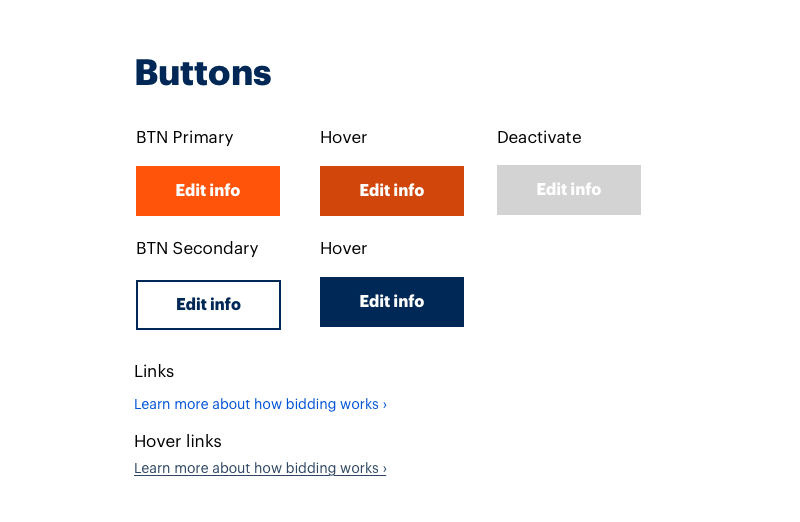 Buttons
BTN Primary
Hover
Deactivate
Edit info
Edit info
Edit info
BTN Secondary
Hover
Edit info
Edit info
Links
Learn more about how bidding works ›
Hover links
Learn more about how bidding works ›